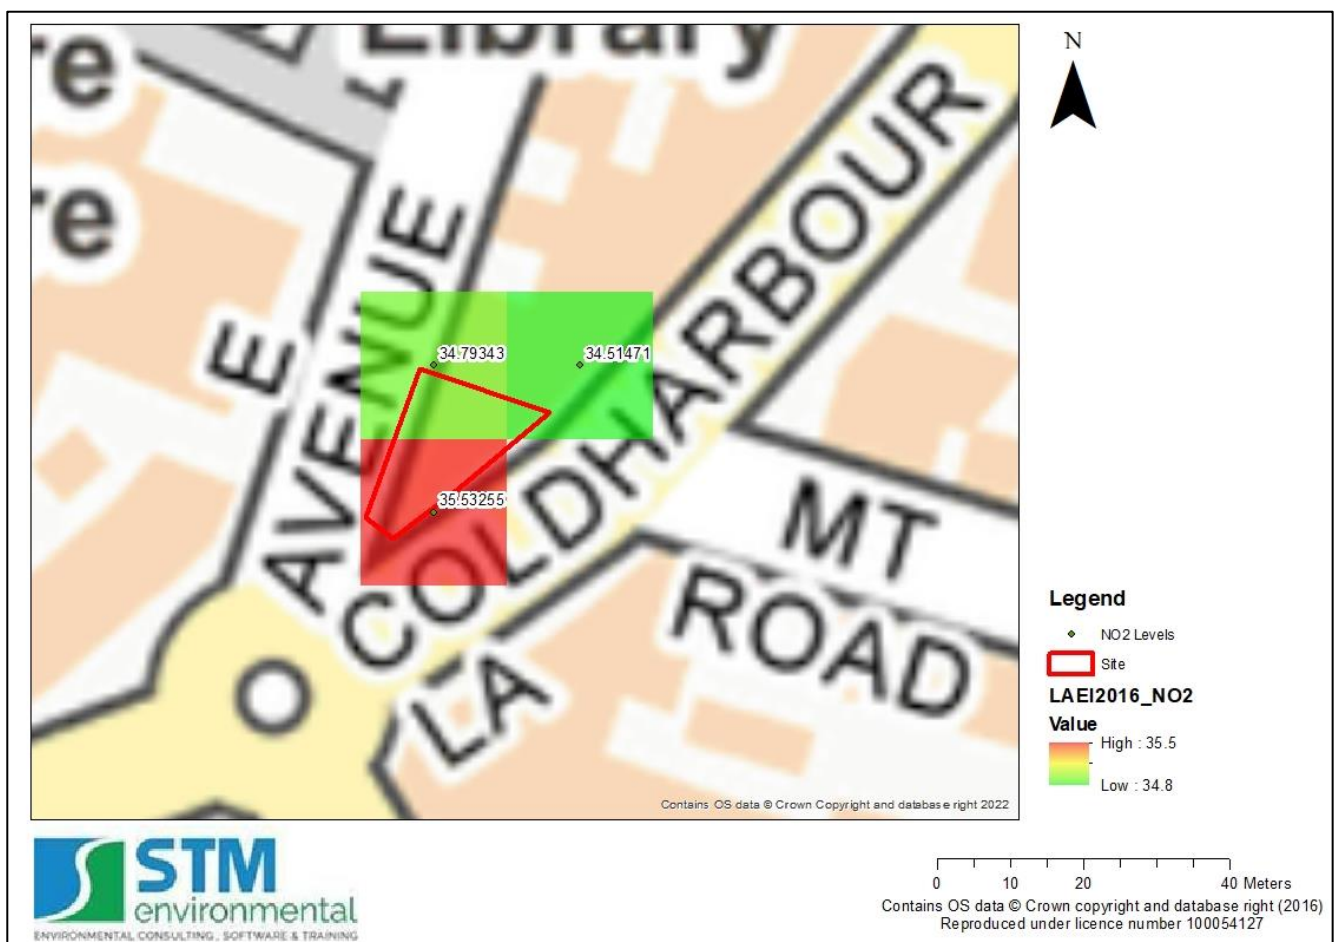 Library
N
e
e
AVENUE
E
COLDHARBOUR
34.79343
34.51471
35.53255
MT
ROAD
LA
Contains OS data © Crown Copyright and database right 2022
Legend
NO2 Levels
Site
LAEI2016_NO2
Value
High : 35.5
Low : 34.8
STM
environmental
ENVIRONMENTAL CONSULTING, SOFTWARE & TRAINING
0 10 20 40 Meters
Contains OS data © Crown copyright and database right (2016)
Reproduced under licence number 100054127